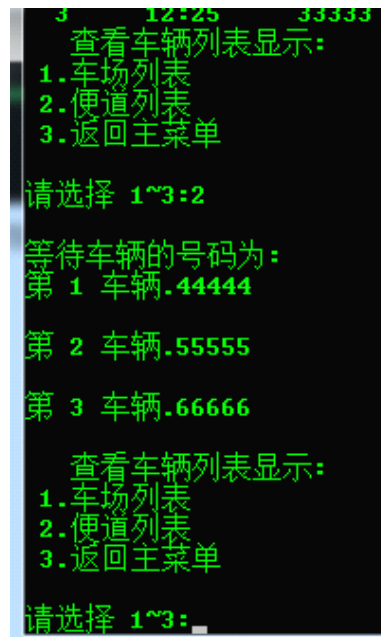 3 12:25 33333
查看车辆列表显示:
1.车场列表
2.便道列表
3.返回主菜单
请选择 1~3:2
等待车辆的号码为:
第 1 车辆.44444
第 2 车辆.55555
第 3 车辆.66666
查看车辆列表显示:
1.车场列表
2.便道列表
3.返回主菜单
请选择 1~3: